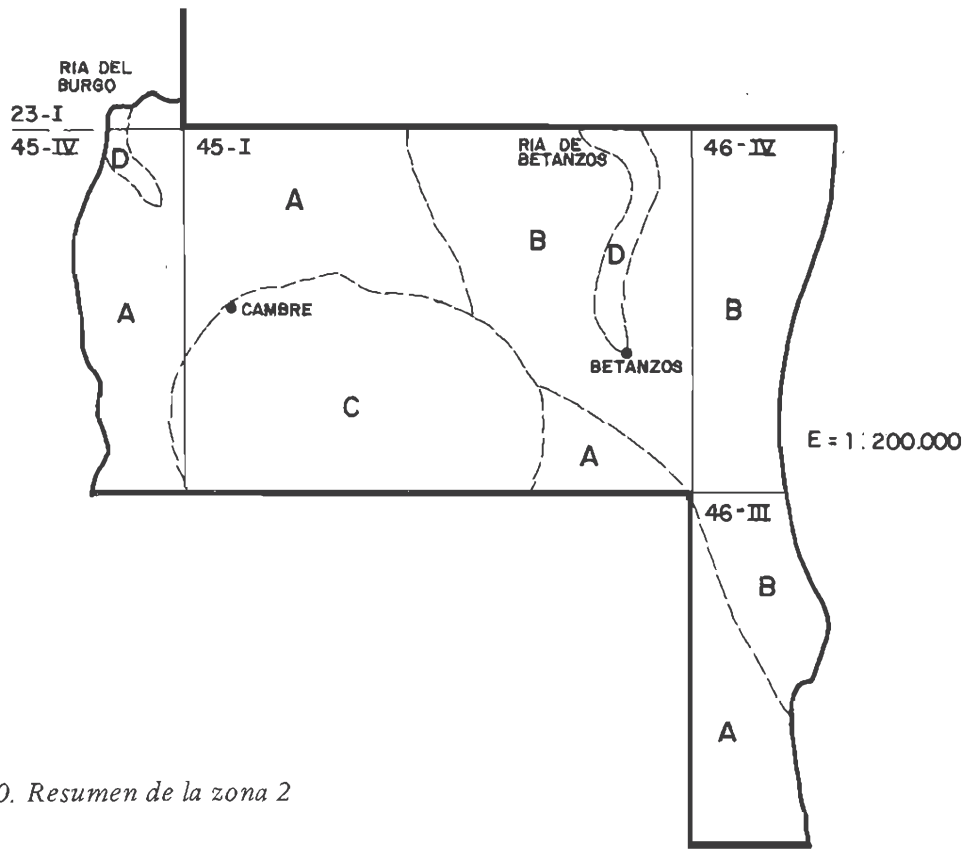 RIA DEL
BURGO
23-I
45-IV
D
45-I
A
RIA DE
BETANZOS
46-IV
B
D
A
CAMBRE
B
BETANZOS
C
A
E = 1:200.000
46-III
B
A
0. Resumen de la zona 2